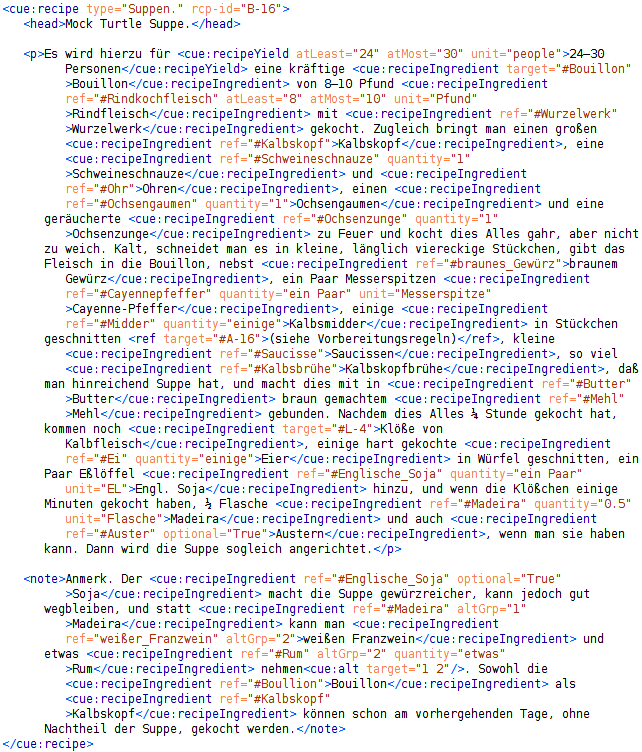 <cue:recipe type="Suppen." rcp-id="B-16">
<head>Mock Turtle Suppe.</head>
<p>Es wird hierzu für <cue:recipeYield atLeast="24" atMost="30" unit="people">24—30
Personen</cue:recipeYield> eine kräftige <cue:recipeIngredient target="#Bouillon"
>Bouillon</cue:recipeIngredient> von 8—10 Pfund <cue:recipeIngredient
ref="#Rindkochfleisch" atLeast="8" atMost="10" unit="Pfund"
>Rindfleisch</cue:recipeIngredient> mit <cue:recipeIngredient ref="#Wurzelwerk"
>Wurzelwerk</cue:recipeIngredient> gekocht. Zugleich bringt man einen großen
<cue:recipeIngredient ref="#Kalbskopf">Kalbskopf</cue:recipeIngredient>, eine
<cue:recipeIngredient ref="#Schweineschnauze" quantity="1"
>Schweineschnauze</cue:recipeIngredient> und <cue:recipeIngredient
ref="#Ohr">Ohren</cue:recipeIngredient>, einen <cue:recipeIngredient
ref="#Ochsengaumen" quantity="1">Ochsengaumen</cue:recipeIngredient> und eine
geräucherte <cue:recipeIngredient ref="#Ochsenzunge" quantity="1"
>Ochsenzunge</cue:recipeIngredient> zu Feuer und kocht dies Alles gahr, aber nicht
zu weich. Kalt, schneidet man es in kleine, länglich viereckige Stückchen, gibt das
Fleisch in die Bouillon, nebst <cue:recipeIngredient ref="#braunes_Gewürz">braunem
Gewürz</cue:recipeIngredient>, ein Paar Messerspitzen <cue:recipeIngredient
ref="#Cayennepfeffer" quantity="ein Paar" unit="Messerspitze"
>Cayenne-Pfeffer</cue:recipeIngredient>, einige <cue:recipeIngredient
ref="#Midder" quantity="einige">Kalbsmidder</cue:recipeIngredient> in Stückchen
geschnitten <ref target="#A-16">(siehe Vorbereitungsregeln)</ref>, kleine
<cue:recipeIngredient ref="#Saucisse">Saucissen</cue:recipeIngredient>, so viel
<cue:recipeIngredient ref="#Kalbsbrühe">Kalbskopfbrühe</cue:recipeIngredient>, daß
man hinreichend Suppe hat, und macht dies mit in <cue:recipeIngredient ref="#Butter"
>Butter</cue:recipeIngredient> braun gemachtem <cue:recipeIngredient ref="#Mehl"
>Mehl</cue:recipeIngredient> gebunden. Nachdem dies Alles ¼ Stunde gekocht hat,
kommen noch <cue:recipeIngredient target="#L-4">Klöße von
Kalbfleisch</cue:recipeIngredient>, einige hart gekochte <cue:recipeIngredient
ref="#Ei" quantity="einige">Eier</cue:recipeIngredient> in Würfel geschnitten, ein
Paar Eßlöffel <cue:recipeIngredient ref="#Englische_Soja" quantity="ein Paar"
unit="EL">Engl. Soja</cue:recipeIngredient> hinzu, und wenn die Klößchen einige
Minuten gekocht haben, ½ Flasche <cue:recipeIngredient ref="#Madeira" quantity="0.5"
unit="Flasche">Madeira</cue:recipeIngredient> und auch <cue:recipeIngredient
ref="#Auster" optional="True">Austern</cue:recipeIngredient>, wenn man sie haben
kann. Dann wird die Suppe sogleich angerichtet.</p>
<note>Anmerk. Der <cue:recipeIngredient ref="#Englische_Soja" optional="True"
>Soja</cue:recipeIngredient> macht die Suppe gewürzreicher, kann jedoch gut
wegbleiben, und statt <cue:recipeIngredient ref="#Madeira" altGrp="1"
>Madeira</cue:recipeIngredient> kann man <cue:recipeIngredient
ref="weißer_Franzwein" altGrp="2">weißen Franzwein</cue:recipeIngredient> und
etwas <cue:recipeIngredient ref="#Rum" altGrp="2" quantity="etwas"
>Rum</cue:recipeIngredient> nehmen<cue:alt target="1 2"/>. Sowohl die
<cue:recipeIngredient ref="#Boullion">Bouillon</cue:recipeIngredient> als
<cue:recipeIngredient ref="#Kalbskopf"
>Kalbskopf</cue:recipeIngredient> können schon am vorhergehenden Tage, ohne
Nachtheil der Suppe, gekocht werden.</note>
</cue:recipe>